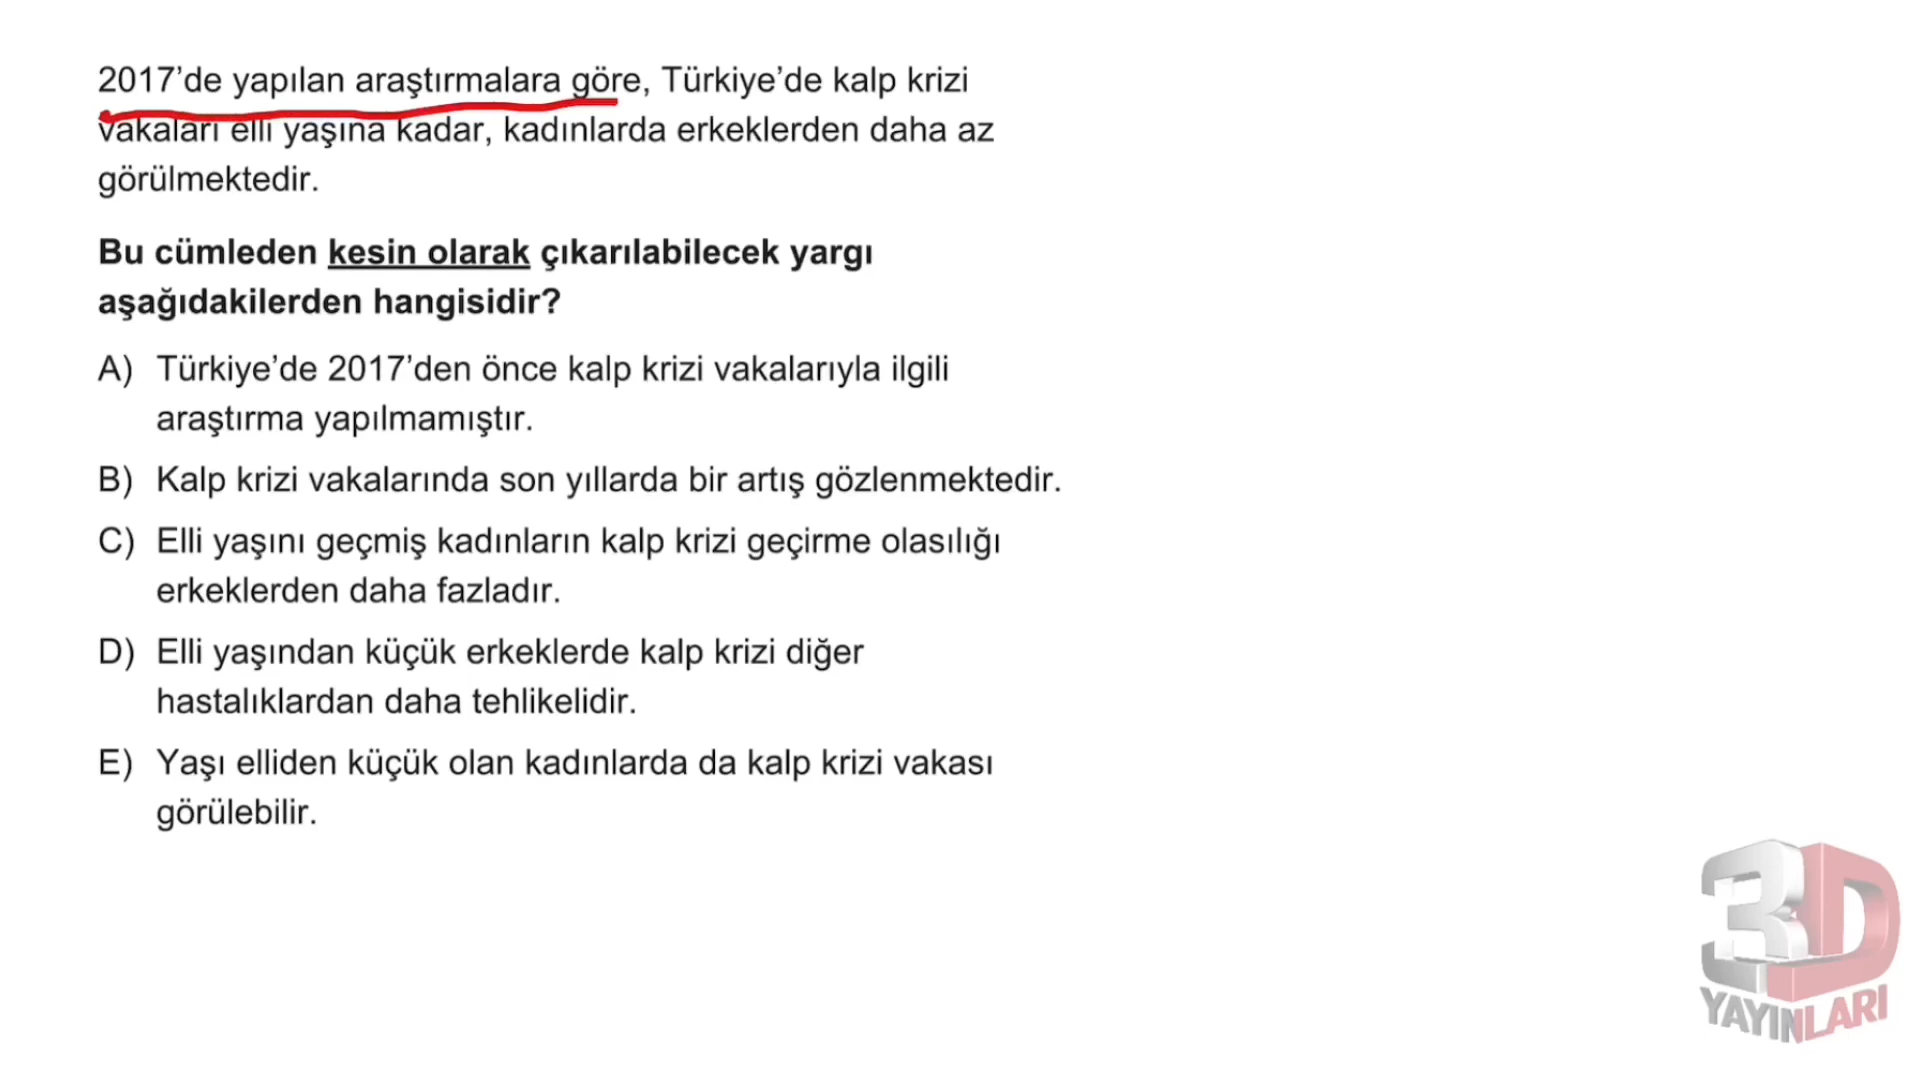 2017’de yapılan araştırmalara göre, Türkiye’de kalp krizi
vakaları elli yaşına kadar, kadınlarda erkeklerden daha az
görülmektedir.
Bu cümleden kesin olarak çıkarılabilecek yargı
aşağıdakilerden hangisidir?
A) Türkiye’de 2017’den önce kalp krizi vakalarıyla ilgili
araştırma yapılmamıştır.
B) Kalp krizi vakalarında son yıllarda bir artış gözlenmektedir.
C) Elli yaşını geçmiş kadınların kalp krizi geçirme olasılığı
erkeklerden daha fazladır.
D) Elli yaşından küçük erkeklerde kalp krizi diğer
hastalıklardan daha tehlikelidir.
E) Yaşı elliden küçük olan kadınlarda da kalp krizi vakası
görülebilir.
3D
YAYINLARI